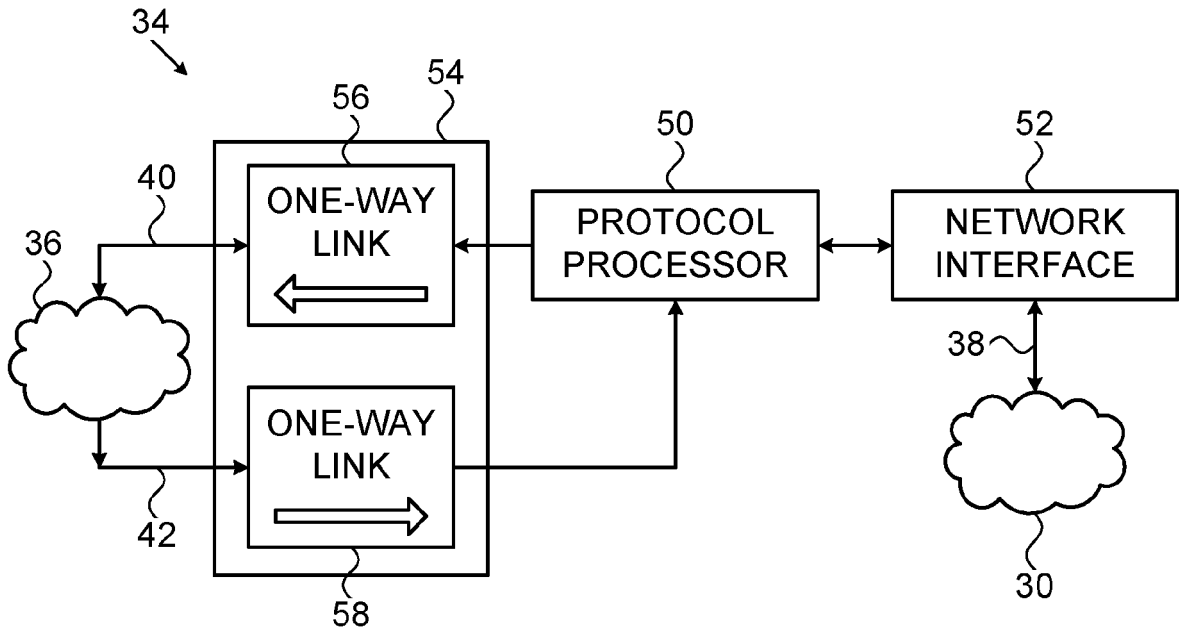 34
54
56
50
52
40
ONE-WAY
LINK
PROTOCOL
PROCESSOR
NETWORK
INTERFACE
36
38
ONE-WAY
LINK
42
58
30